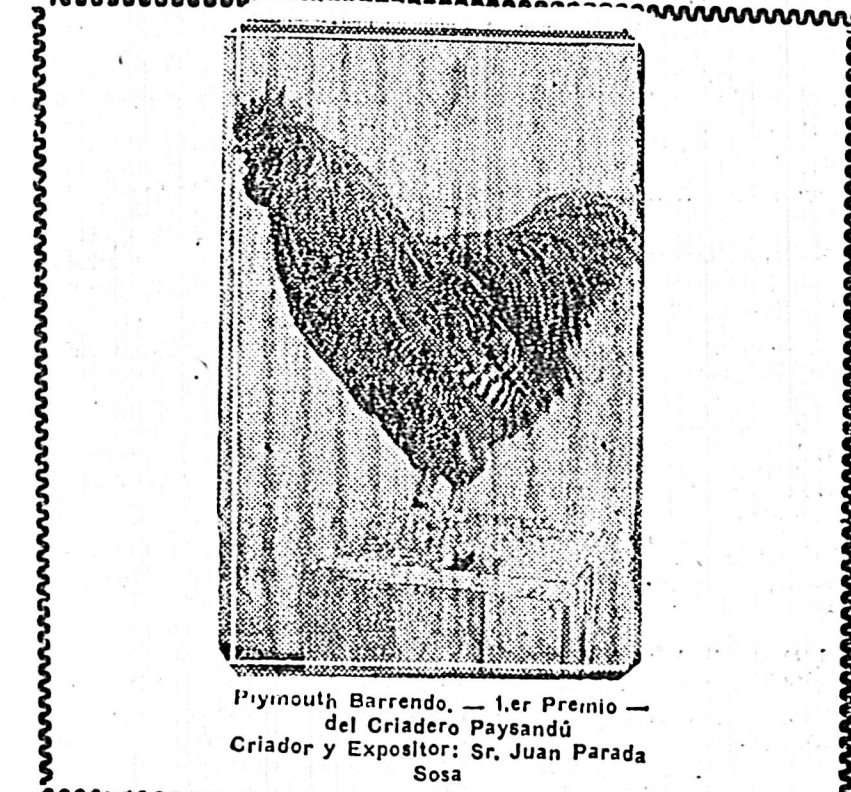 Plymouth Barrendo. — 1.er Premio —
del Criadero Paysandú
Criador y Expositor: Sr. Juan Parada
Sosa